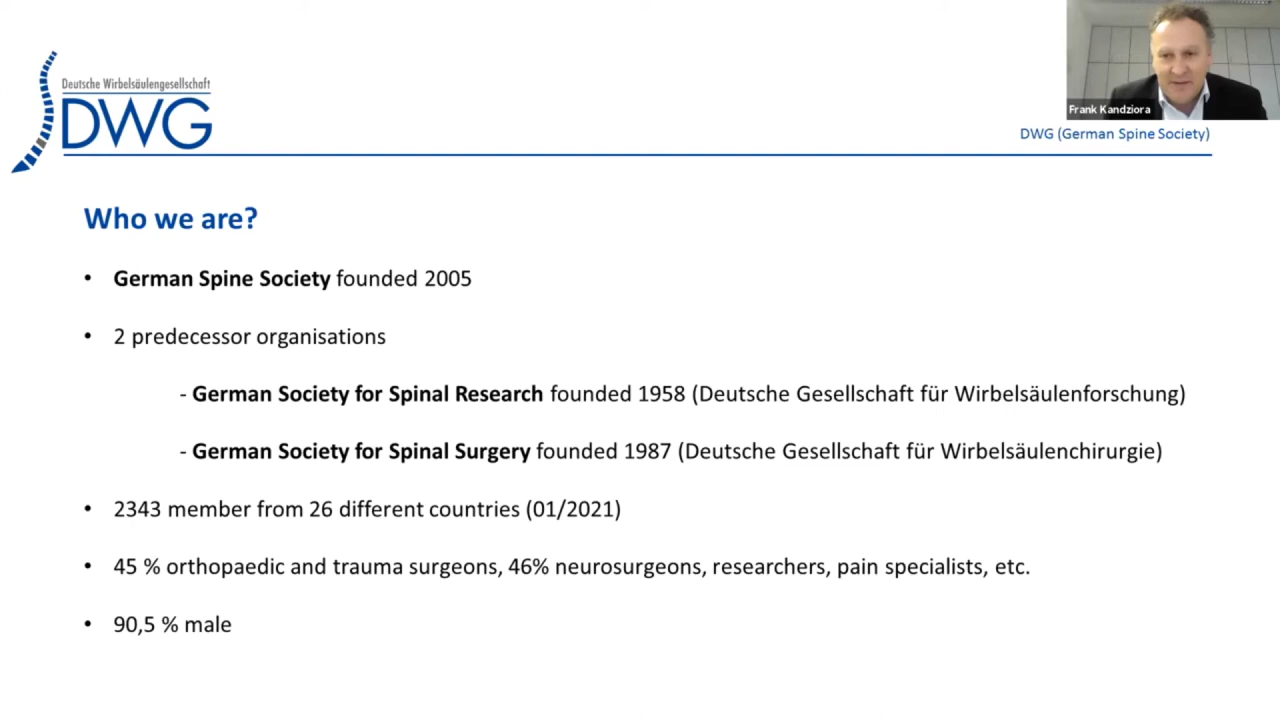 Deutsche Wirbelsäulengesellschaft
DWG
Frank Kandziora
DWG (German Spine Society)
Who we are?
• German Spine Society founded 2005
• 2 predecessor organisations
- German Society for Spinal Research founded 1958 (Deutsche Gesellschaft für Wirbelsäulenforschung)
- German Society for Spinal Surgery founded 1987 (Deutsche Gesellschaft für Wirbelsäulenchirurgie)
• 2343 member from 26 different countries (01/2021)
• 45 % orthopaedic and trauma surgeons, 46% neurosurgeons, researchers, pain specialists, etc.
• 90,5 % male